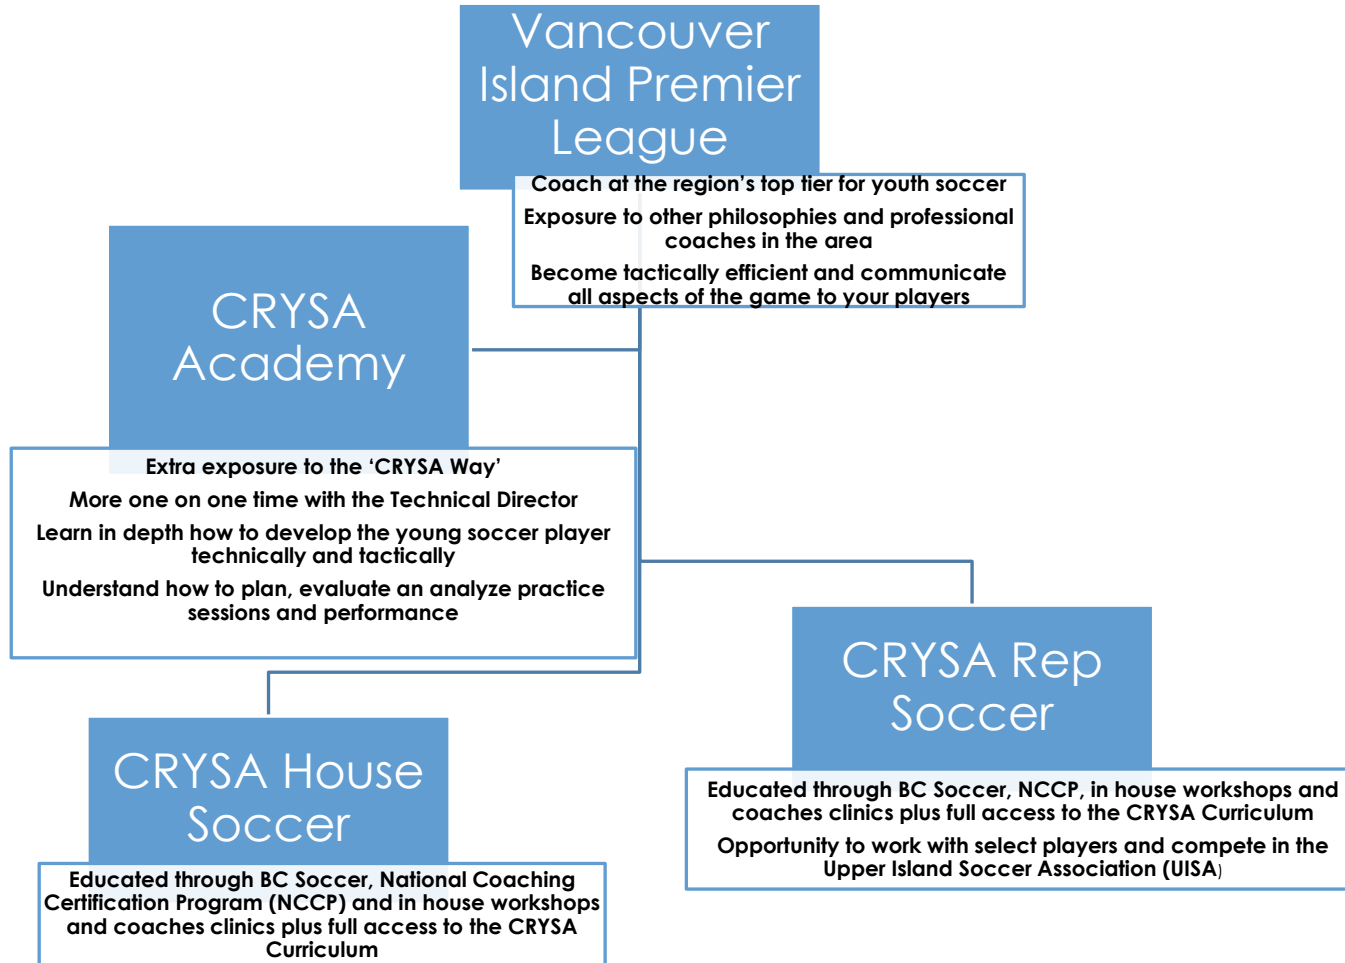 Vancouver
Island Premier
League
Coach at the region’s top tier for youth soccer
Exposure to other philosophies and professional
coaches in the area
Become tactically efficient and communicate
all aspects of the game to your players
CRYSA
Academy
Extra exposure to the ‘CRYSA Way’
More one on one time with the Technical Director
Learn in depth how to develop the young soccer player
technically and tactically
Understand how to plan, evaluate an analyze practice
sessions and performance
CRYSA Rep
Soccer
Educated through BC Soccer, NCCP, in house workshops and
coaches clinics plus full access to the CRYSA Curriculum
Opportunity to work with select players and compete in the
Upper Island Soccer Association (UISA)
CRYSA House
Soccer
Educated through BC Soccer, National Coaching
Certification Program (NCCP) and in house workshops
and coaches clinics plus full access to the CRYSA
Curriculum